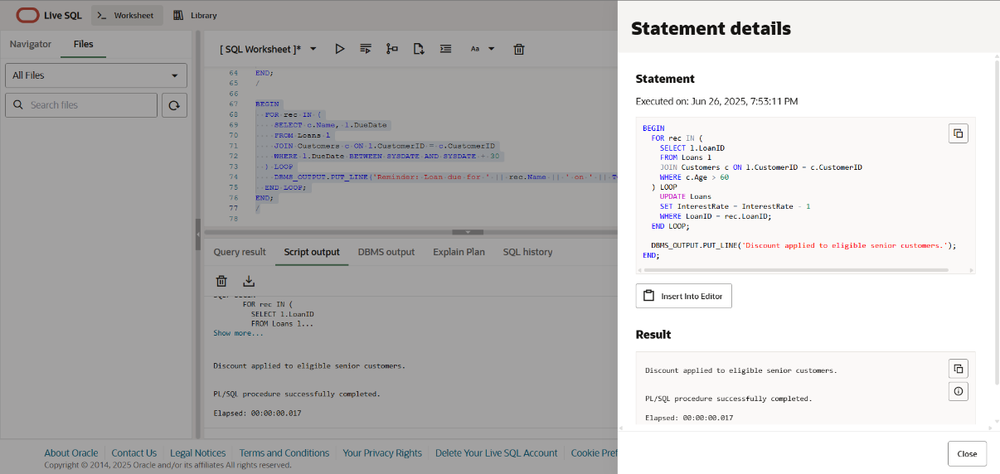 Live SQL
Worksheet
Library
Navigator
Files
All Files
Search files
[ SQL Worksheet ]*
Aa
64 END;
65 /
66
67 BEGIN
68 FOR rec IN (
69 SELECT c.Name, l.DueDate
70 FROM Loans l
71 JOIN Customers c ON l.CustomerID = c.CustomerID
72 WHERE l.DueDate BETWEEN SYSDATE AND SYSDATE + 30
73 ) LOOP
74 DBMS_OUTPUT.PUT_LINE('Reminder: Loan due for ' || rec.Name || ' on ' ||
75 END LOOP;
76 END;
77 /
78
Query result
Script output
DBMS output
Explain Plan
SQL history
SQL> BEGIN
FOR rec IN (
SELECT l.LoanID
FROM Loans l...
Show more...
Discount applied to eligible senior customers.
PL/SQL procedure successfully completed.
Elapsed: 00:00:00.017
About Oracle
Contact Us
Legal Notices
Terms and Conditions
Your Privacy Rights
Delete Your Live SQL Account
Cookie Pref
Copyright © 2014, 2025 Oracle and/or its affiliates All rights reserved.
Statement details
Statement
Executed on: Jun 26, 2025, 7:53:11 PM
BEGIN
FOR rec IN (
SELECT l.LoanID
FROM Loans l
JOIN Customers c ON l.CustomerID = c.CustomerID
WHERE c.Age > 60
) LOOP
UPDATE Loans
SET InterestRate = InterestRate - 1
WHERE LoanID = rec.LoanID;
END LOOP;
DBMS_OUTPUT.PUT_LINE('Discount applied to eligible senior customers.');
END;
Insert Into Editor
Result
Discount applied to eligible senior customers.
PL/SQL procedure successfully completed.
Elapsed: 00:00:00.017
Close